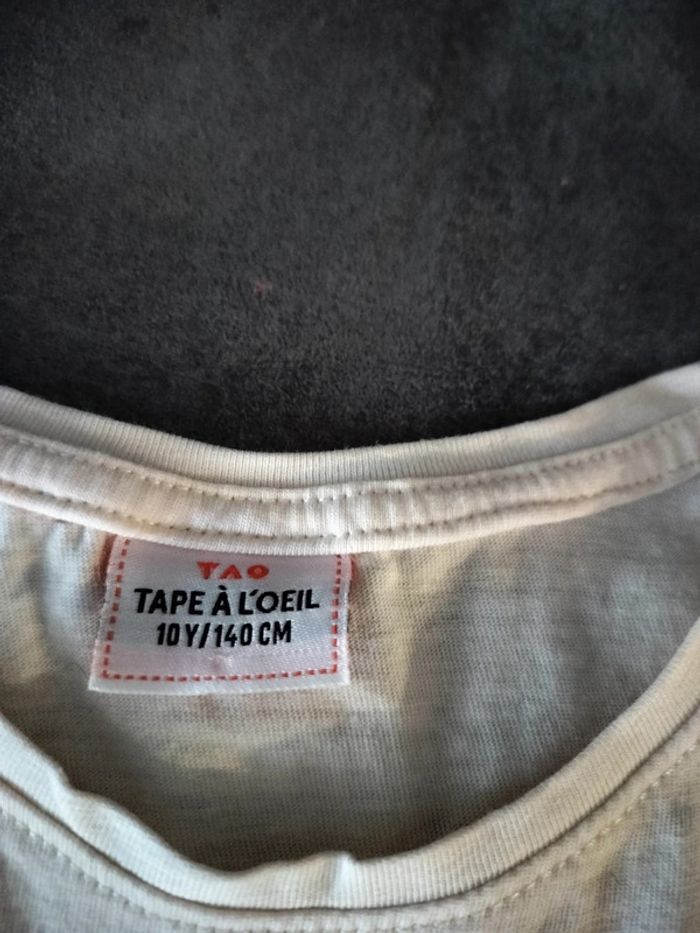 TAO
TAPE À L'OEIL
10Y/140CM